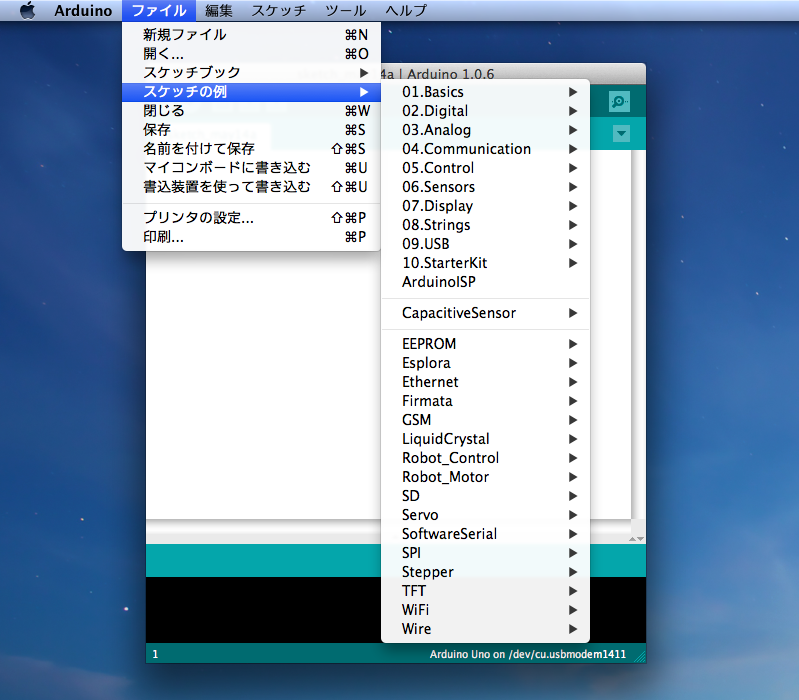 Arduino ファイル 編集 スケッチ ツール ヘルプ
新規ファイル ⌘N
開く... ⌘O
スケッチブック ▶
スケッチの例 ▶
閉じる ⌘W
保存 ⌘S
名前を付けて保存 ⇧⌘S
マイコンボードに書き込む ⌘U
書込装置を使って書き込む ⇧⌘U
プリンタの設定... ⇧⌘P
印刷... ⌘P
4a | Arduino 1.0.6
01.Basics ▶
02.Digital ▶
03.Analog ▶
04.Communication ▶
05.Control ▶
06.Sensors ▶
07.Display ▶
08.Strings ▶
09.USB ▶
10.StarterKit ▶
ArduinoISP
CapacitiveSensor ▶
EEPROM ▶
Esplora ▶
Ethernet ▶
Firmata ▶
GSM ▶
LiquidCrystal ▶
Robot_Control ▶
Robot_Motor ▶
SD ▶
Servo ▶
SoftwareSerial ▶
SPI ▶
Stepper ▶
TFT ▶
WiFi ▶
Wire ▶
1 Arduino Uno on /dev/cu.usbmodem1411